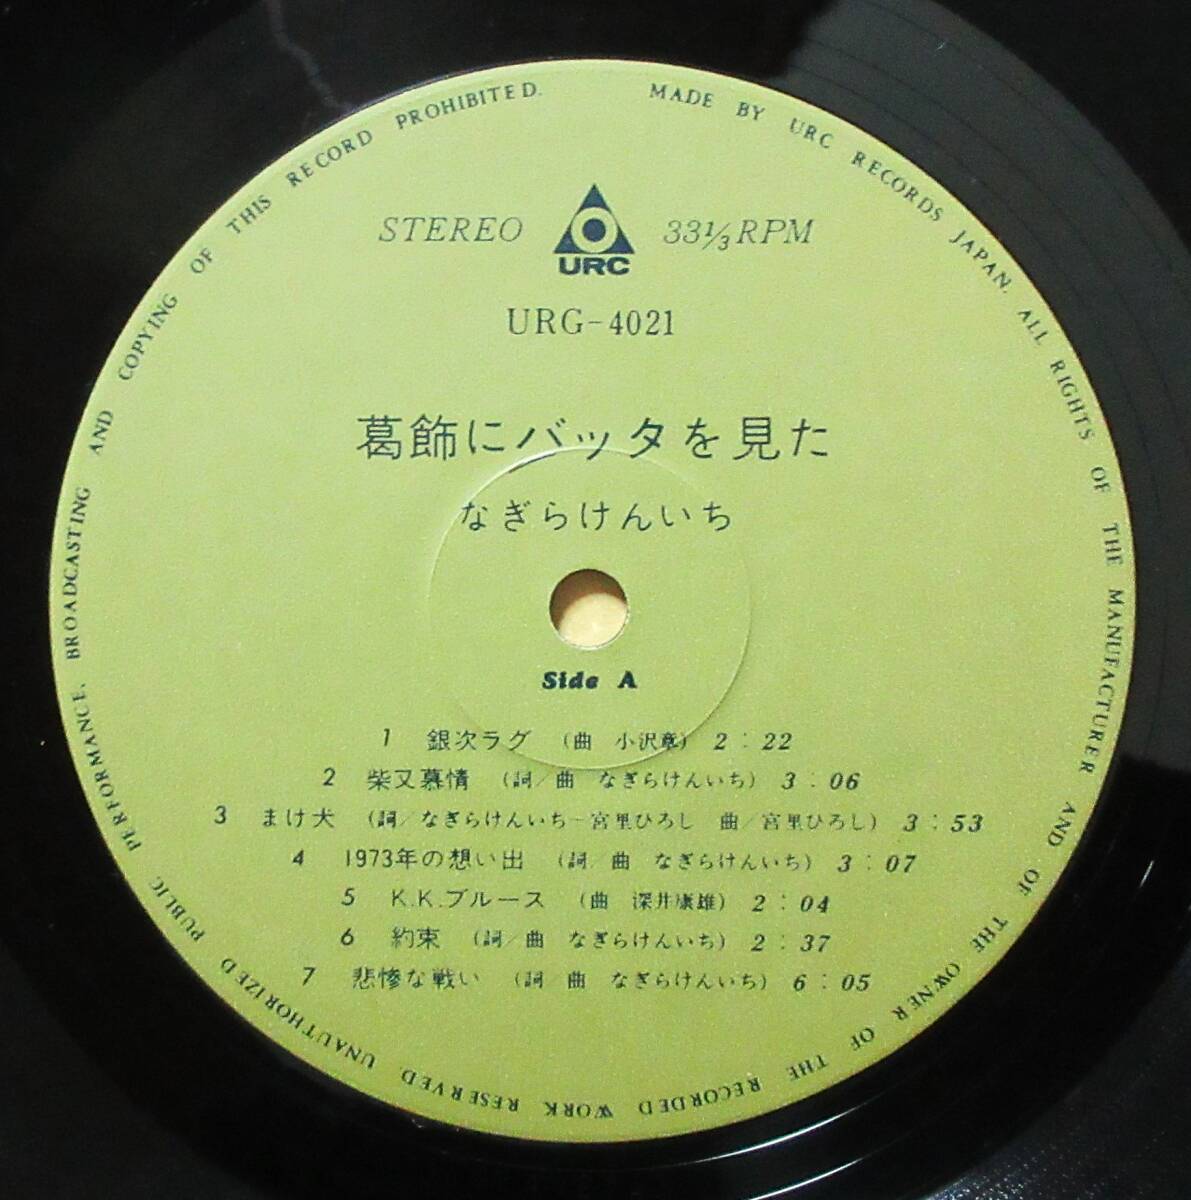 MADE BY URC RECORDS JAPAN. ALL RIGHTS OF THE MANUFACTURER AND OF THE OWNER OF THE RECORDED WORK RESERVED. UNAUTHORIZED PUBLIC PERFORMANCE, BROADCASTING AND COPYING OF THIS RECORD PROHIBITED.
STEREO URC 33⅓ RPM
URG-4021
葛飾にバッタを見た
なぎらけんいち
Side A
1 銀次ラグ (曲 小沢章) 2:22
2 柴又慕情 (詞/曲 なぎらけんいち) 3:06
3 まけ犬 (詞/なぎらけんいち-宮里ひろし 曲/宮里ひろし) 3:53
4 1973年の想い出 (詞/曲 なぎらけんいち) 3:07
5 K.K.ブルース (曲 深井康雄) 2:04
6 約束 (詞/曲 なぎらけんいち) 2:37
7 悲惨な戦い (詞/曲 なぎらけんいち) 6:05